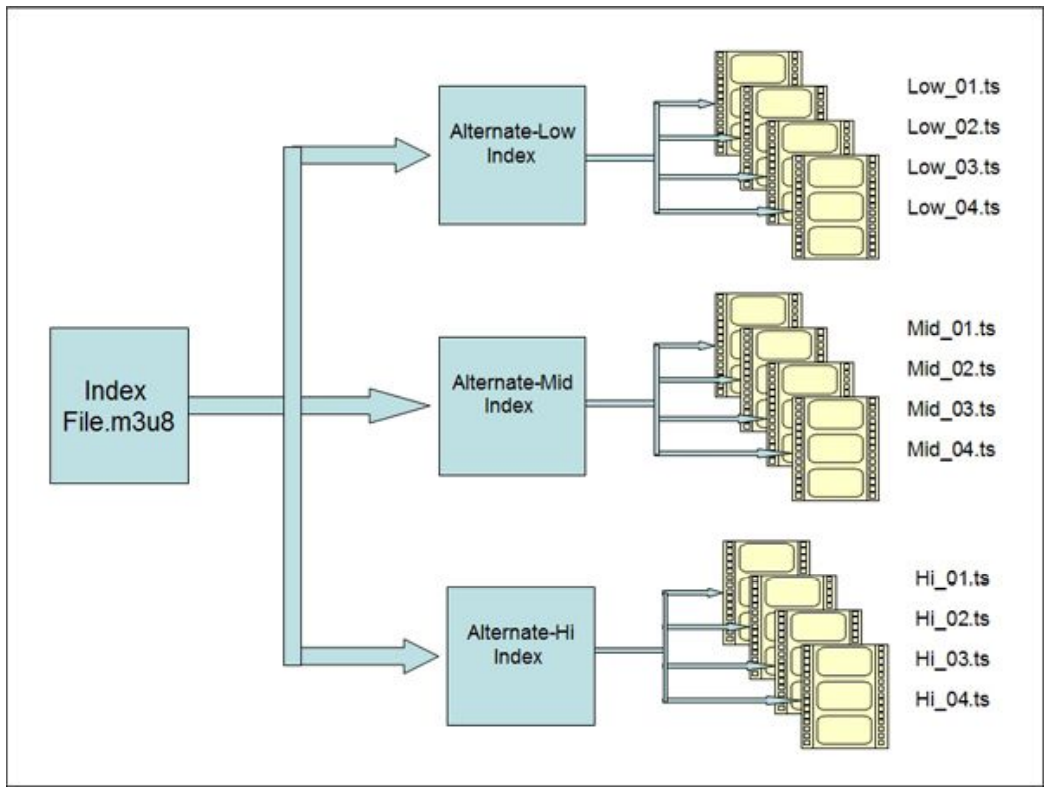 Index
File.m3u8
Alternate-Low
Index
Low_01.ts
Low_02.ts
Low_03.ts
Low_04.ts
Alternate-Mid
Index
Mid_01.ts
Mid_02.ts
Mid_03.ts
Mid_04.ts
Alternate-Hi
Index
Hi_01.ts
Hi_02.ts
Hi_03.ts
Hi_04.ts